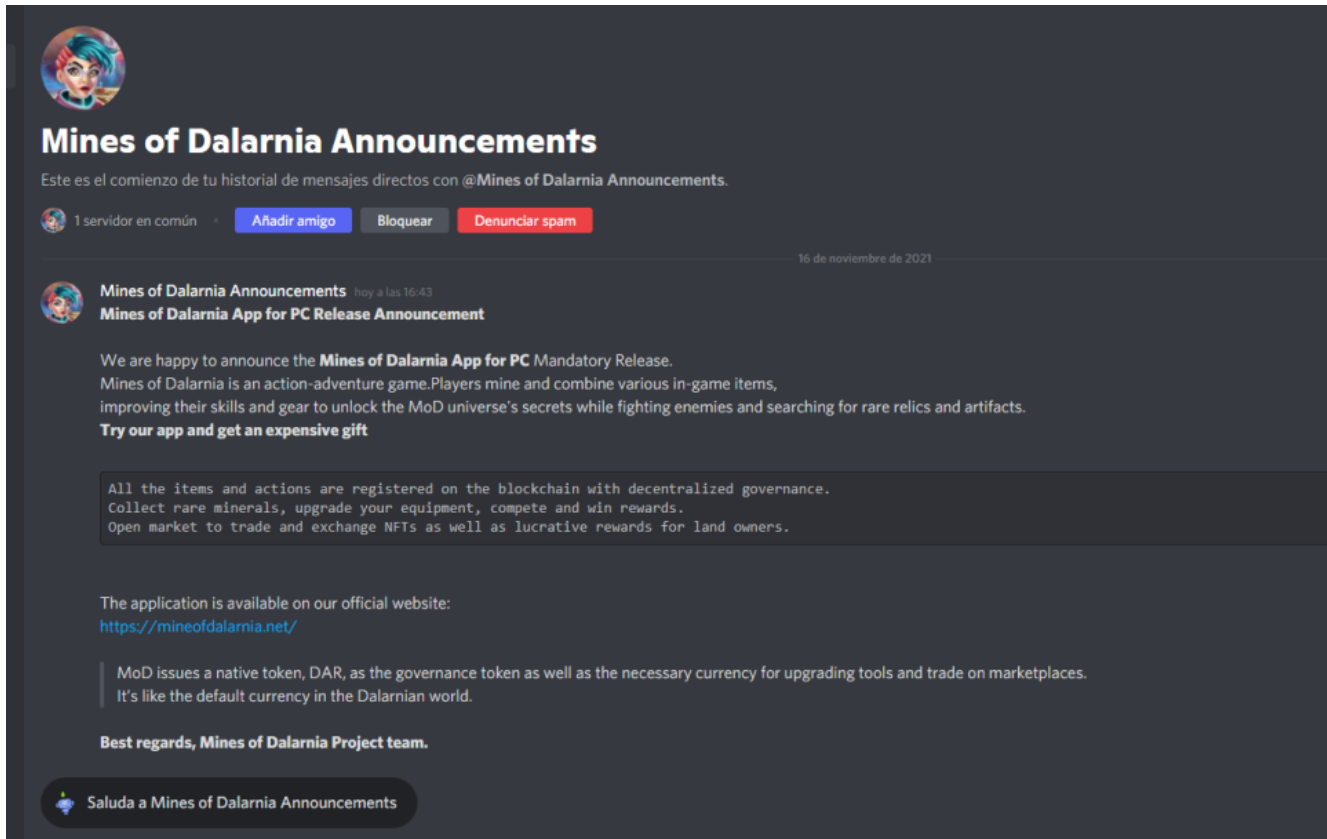 Mines of Dalarnia Announcements
Este es el comienzo de tu historial de mensajes directos con @Mines of Dalarnia Announcements.
1 servidor en común • Añadir amigo Bloquear Denunciar spam
16 de noviembre de 2021
Mines of Dalarnia Announcements hoy a las 16:43
Mines of Dalarnia App for PC Release Announcement
We are happy to announce the Mines of Dalarnia App for PC Mandatory Release.
Mines of Dalarnia is an action-adventure game.Players mine and combine various in-game items,
improving their skills and gear to unlock the MoD universe's secrets while fighting enemies and searching for rare relics and artifacts.
Try our app and get an expensive gift
All the items and actions are registered on the blockchain with decentralized governance.
Collect rare minerals, upgrade your equipment, compete and win rewards.
Open market to trade and exchange NFTs as well as lucrative rewards for land owners.
The application is available on our official website:
https://mineofdalarnia.net/
MoD issues a native token, DAR, as the governance token as well as the necessary currency for upgrading tools and trade on marketplaces.
It's like the default currency in the Dalarnian world.
Best regards, Mines of Dalarnia Project team.
Saluda a Mines of Dalarnia Announcements